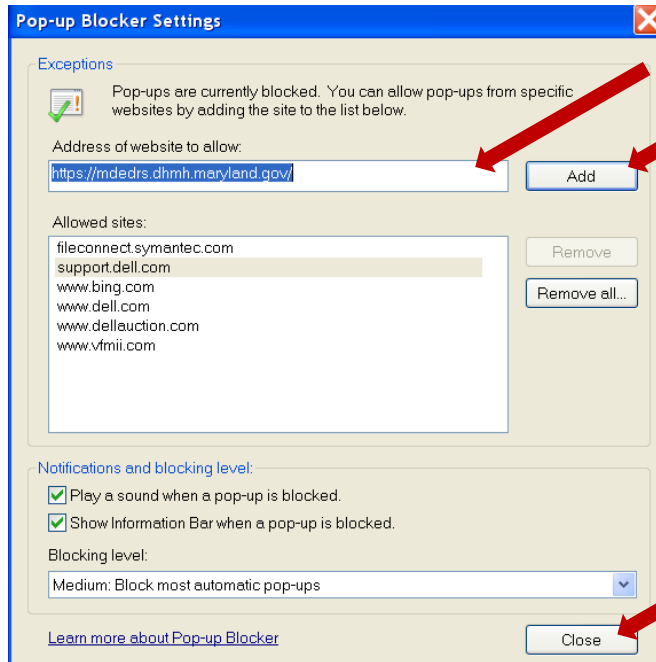 Pop-up Blocker Settings
Exceptions
Pop-ups are currently blocked. You can allow pop-ups from specific
websites by adding the site to the list below.
Address of website to allow:
https://mdedrs.dhmh.maryland.gov/
Add
Allowed sites:
fileconnect.symantec.com
support.dell.com
www.bing.com
www.dell.com
www.dellauction.com
www.vfmii.com
Remove
Remove all...
Notifications and blocking level:
Play a sound when a pop-up is blocked.
Show Information Bar when a pop-up is blocked.
Blocking level:
Medium: Block most automatic pop-ups
Learn more about Pop-up Blocker
Close